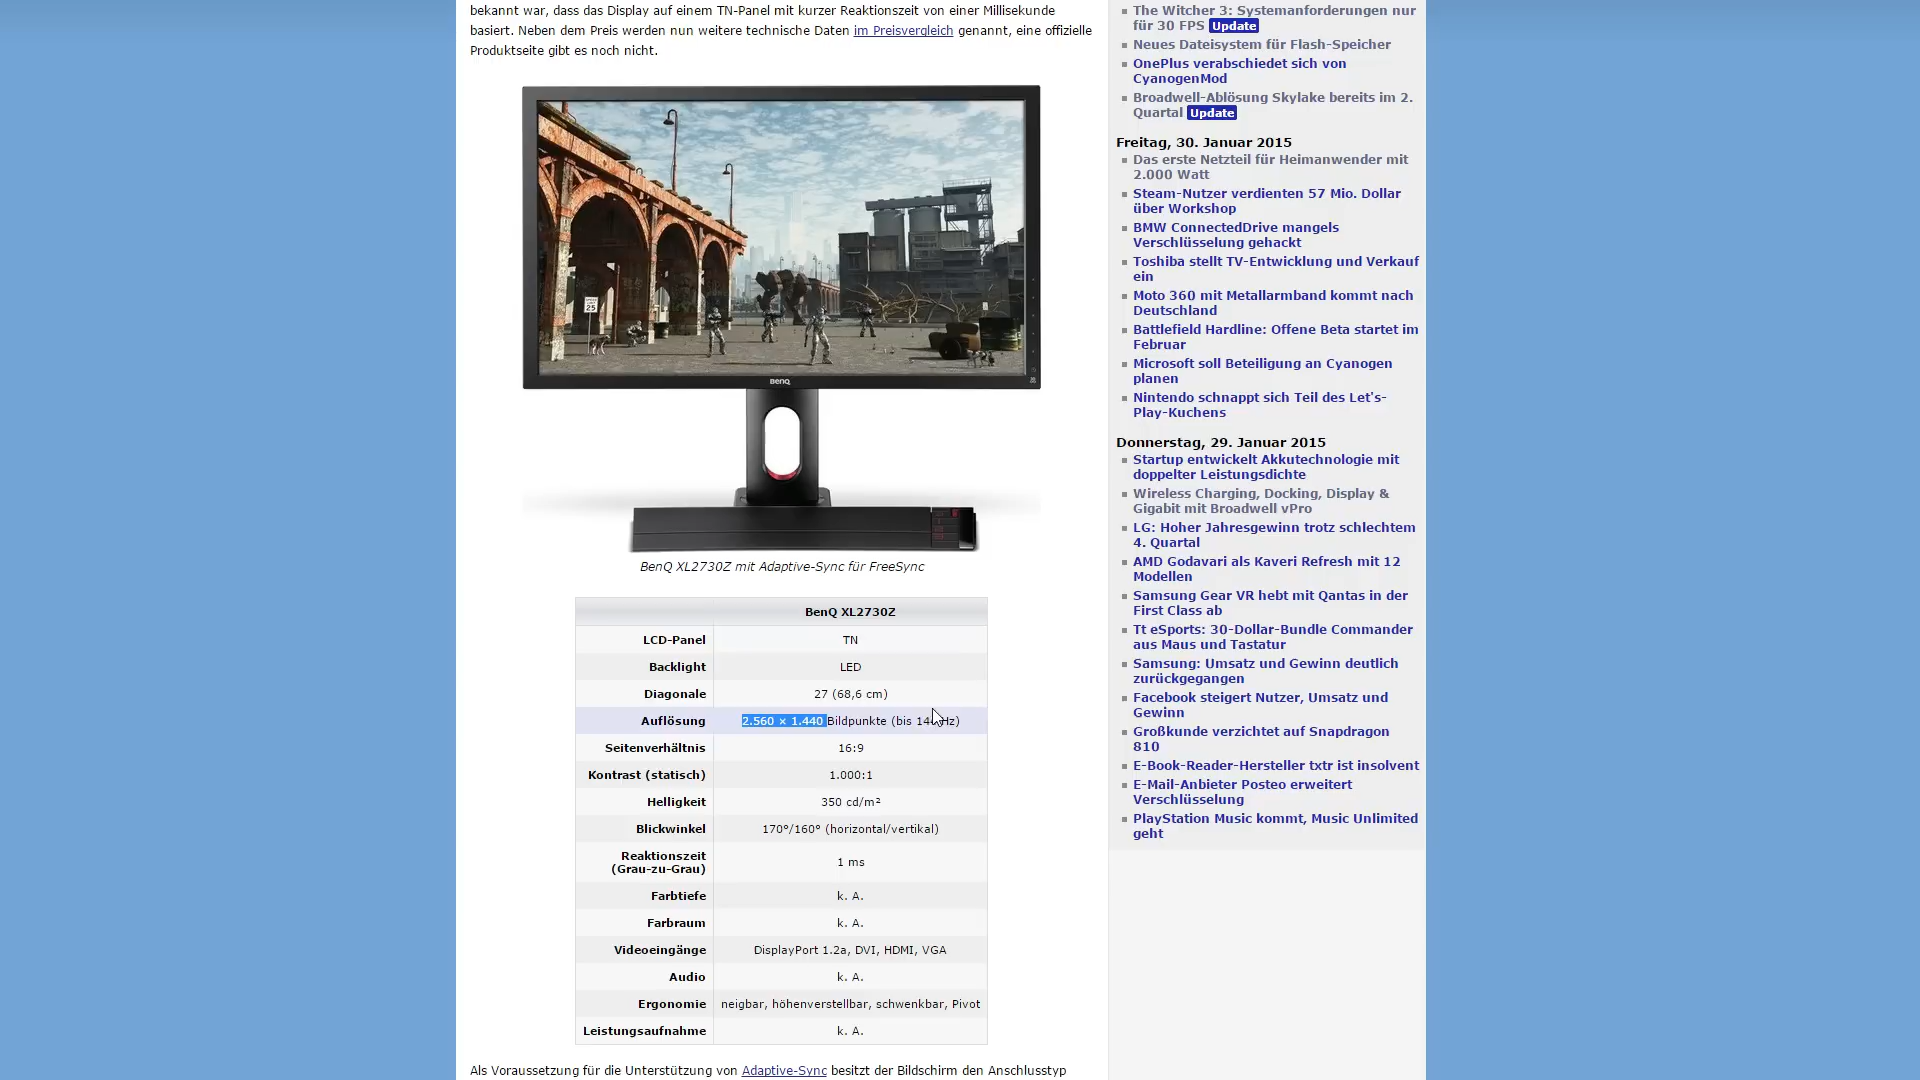 bekannt war, dass das Display auf einem TN-Panel mit kurzer Reaktionszeit von einer Millisekunde
basiert. Neben dem Preis werden nun weitere technische Daten im Preisvergleich genannt, eine offizielle
Produktseite gibt es noch nicht.
SPEED LIMIT 25
BenQ
BenQ XL2730Z mit Adaptive-Sync für FreeSync
BenQ XL2730Z
LCD-Panel TN
Backlight LED
Diagonale 27 (68,6 cm)
Auflösung 2.560 × 1.440 Bildpunkte (bis 144 Hz)
Seitenverhältnis 16:9
Kontrast (statisch) 1.000:1
Helligkeit 350 cd/m²
Blickwinkel 170°/160° (horizontal/vertikal)
Reaktionszeit
(Grau-zu-Grau) 1 ms
Farbtiefe k. A.
Farbraum k. A.
Videoeingänge DisplayPort 1.2a, DVI, HDMI, VGA
Audio k. A.
Ergonomie neigbar, höhenverstellbar, schwenkbar, Pivot
Leistungsaufnahme k. A.
Als Voraussetzung für die Unterstützung von Adaptive-Sync besitzt der Bildschirm den Anschlusstyp
The Witcher 3: Systemanforderungen nur
für 30 FPS Update
Neues Dateisystem für Flash-Speicher
OnePlus verabschiedet sich von
CyanogenMod
Broadwell-Ablösung Skylake bereits im 2.
Quartal Update
Freitag, 30. Januar 2015
Das erste Netzteil für Heimanwender mit
2.000 Watt
Steam-Nutzer verdienten 57 Mio. Dollar
über Workshop
BMW ConnectedDrive mangels
Verschlüsselung gehackt
Toshiba stellt TV-Entwicklung und Verkauf
ein
Moto 360 mit Metallarmband kommt nach
Deutschland
Battlefield Hardline: Offene Beta startet im
Februar
Microsoft soll Beteiligung an Cyanogen
planen
Nintendo schnappt sich Teil des Let's-
Play-Kuchens
Donnerstag, 29. Januar 2015
Startup entwickelt Akkutechnologie mit
doppelter Leistungsdichte
Wireless Charging, Docking, Display &
Gigabit mit Broadwell vPro
LG: Hoher Jahresgewinn trotz schlechtem
4. Quartal
AMD Godavari als Kaveri Refresh mit 12
Modellen
Samsung Gear VR hebt mit Qantas in der
First Class ab
Tt eSports: 30-Dollar-Bundle Commander
aus Maus und Tastatur
Samsung: Umsatz und Gewinn deutlich
zurückgegangen
Facebook steigert Nutzer, Umsatz und
Gewinn
Großkunde verzichtet auf Snapdragon
810
E-Book-Reader-Hersteller txtr ist insolvent
E-Mail-Anbieter Posteo erweitert
Verschlüsselung
PlayStation Music kommt, Music Unlimited
geht